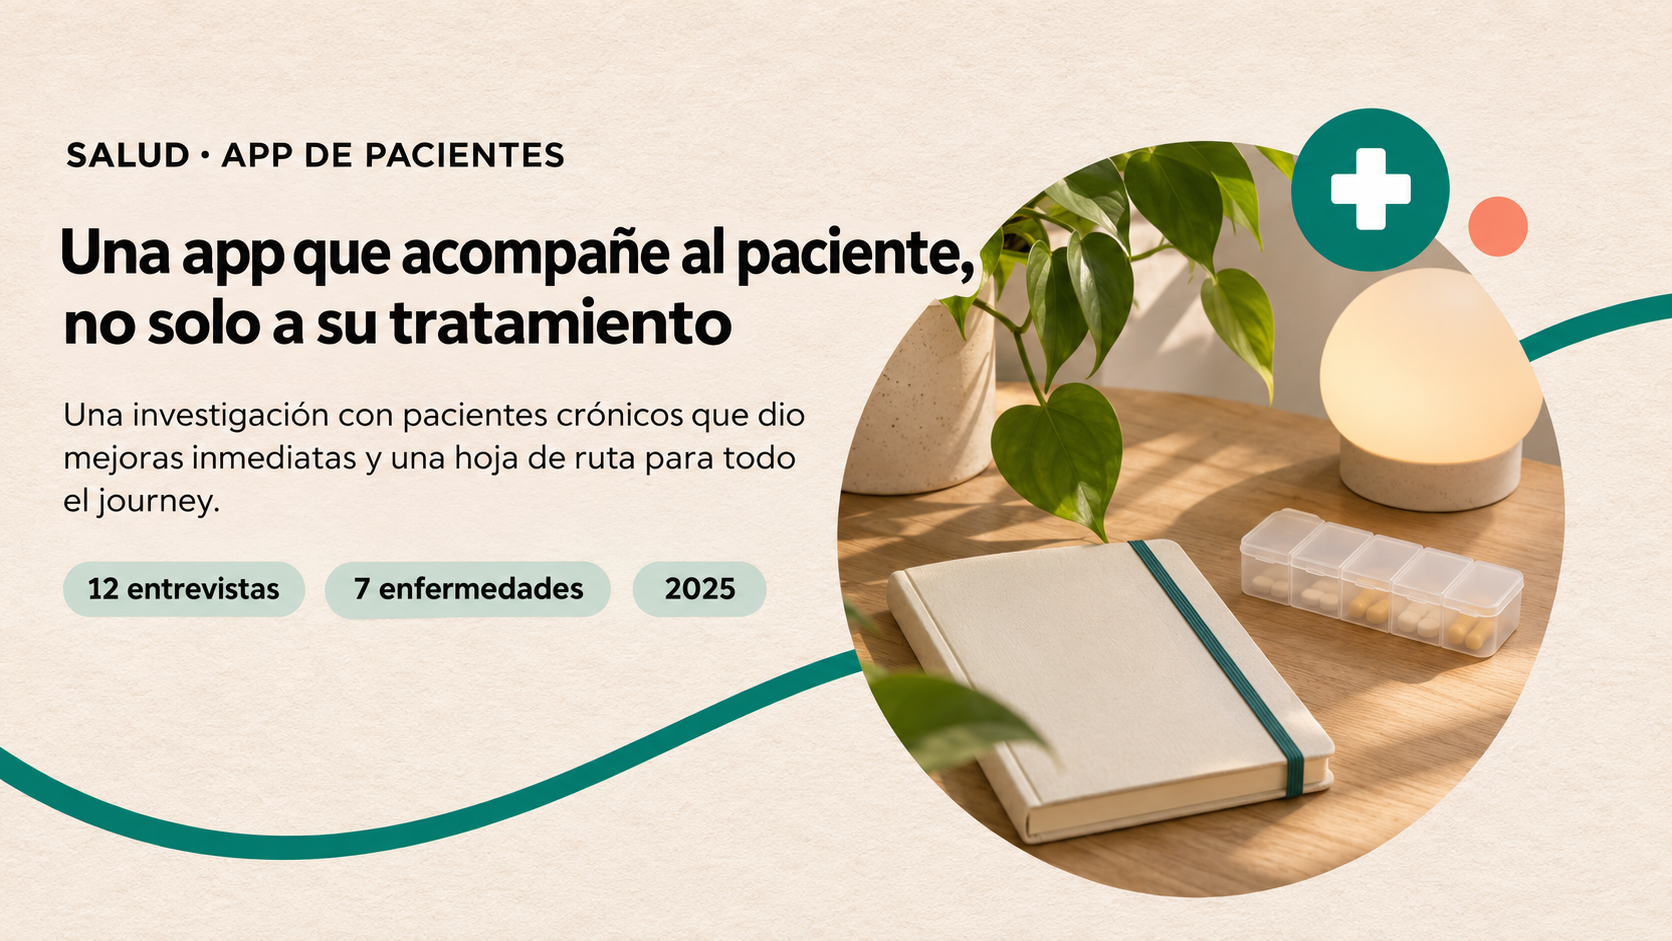 SALUD · APP DE PACIENTES
Una app que acompañe al paciente,
no solo a su tratamiento
Una investigación con pacientes crónicos que dio
mejoras inmediatas y una hoja de ruta para todo
el journey.
12 entrevistas
7 enfermedades
2025